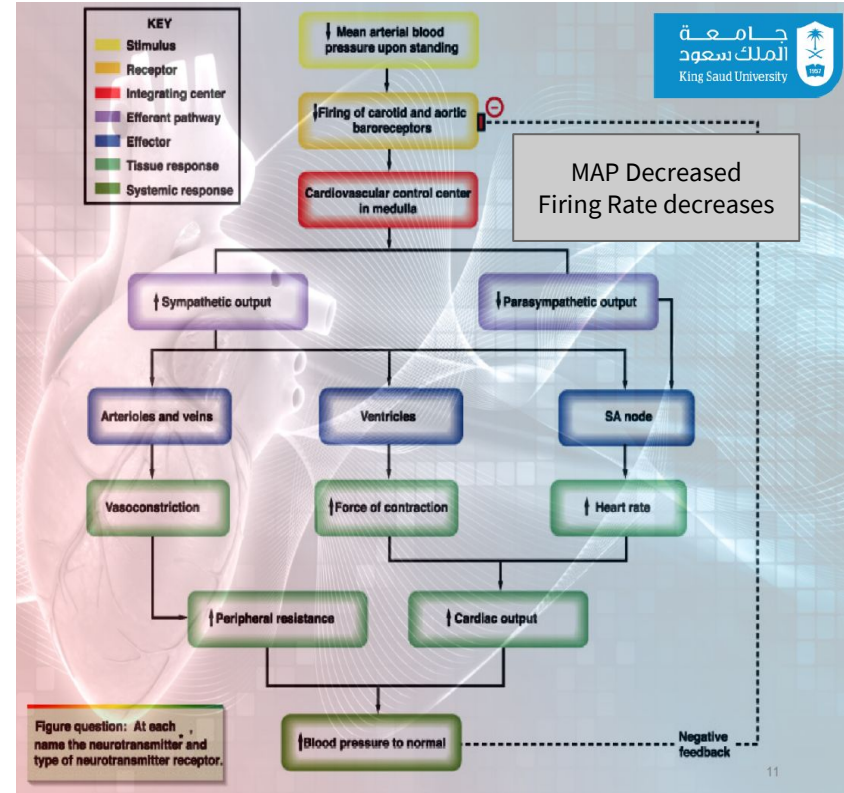 KEY
Stimulus
Receptor
Integrating center
Efferent pathway
Effector
Tissue response
Systemic response
↓ Mean arterial blood
pressure upon standing
جــامـعـة
الملك سعود
King Saud University
1957
↓Firing of carotid and aortic
baroreceptors
−
MAP Decreased
Firing Rate decreases
Cardiovascular control center
in medulla
↑ Sympathetic output
↓Parasympathetic output
Arterioles and veins
Ventricles
SA node
Vasoconstriction
↑Force of contraction
↑ Heart rate
↑Peripheral resistance
↑Cardiac output
Figure question: At each • ,
name the neurotransmitter and
type of neurotransmitter receptor.
↑Blood pressure to normal
Negative
feedback
11